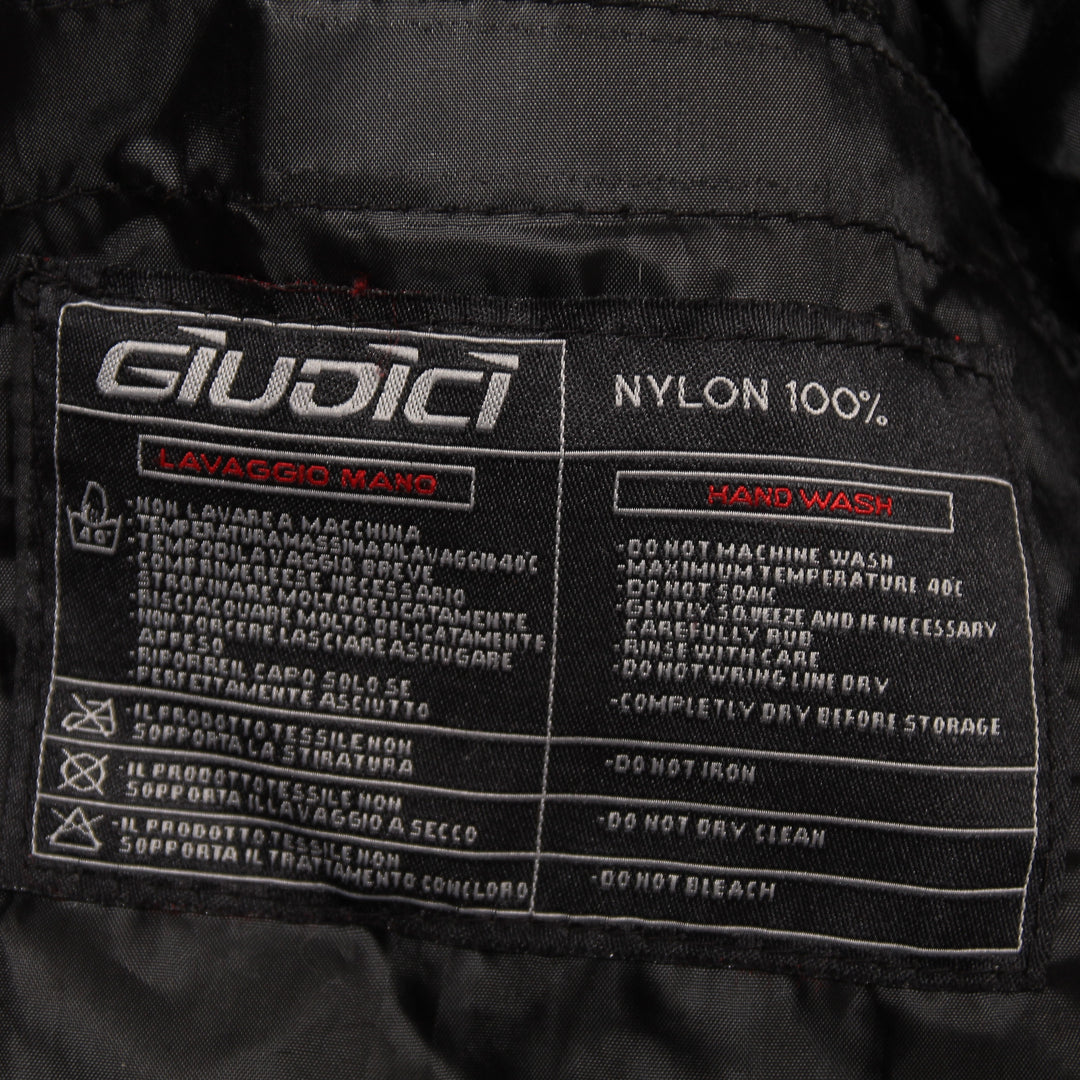 GIUDICI
NYLON 100%
LAVAGGIO MANO
40°
-NON LAVARE A MACCHINA
-TEMPERATURA MASSIMA DI LAVAGGIO 40°C
-TEMPO DI LAVAGGIO BREVE
COMPRIMERE E SE NECESSARIO
STROFINARE MOLTO DELICATAMENTE
RISCIACQUARE MOLTO DELICATAMENTE
NON TORCERE LASCIARE ASCIUGARE
APPESO
-RIPORRE IL CAPO SOLO SE
PERFETTAMENTE ASCIUTTO
-IL PRODOTTO TESSILE NON
SOPPORTA LA STIRATURA
-IL PRODOTTO TESSILE NON
SOPPORTA IL LAVAGGIO A SECCO
-IL PRODOTTO TESSILE NON
SOPPORTA IL TRATTAMENTO CON CLORO
HAND WASH
-DO NOT MACHINE WASH
-MAXIMIUM TEMPERATURE 40°C
-DO NOT SOAK
-GENTLY SQUEEZE AND IF NECESSARY
CAREFULLY RUB
RINSE WITH CARE
-DO NOT WRING LINE DRY
-COMPLETLY DRY BEFORE STORAGE
-DO NOT IRON
-DO NOT DRY CLEAN
-DO NOT BLEACH